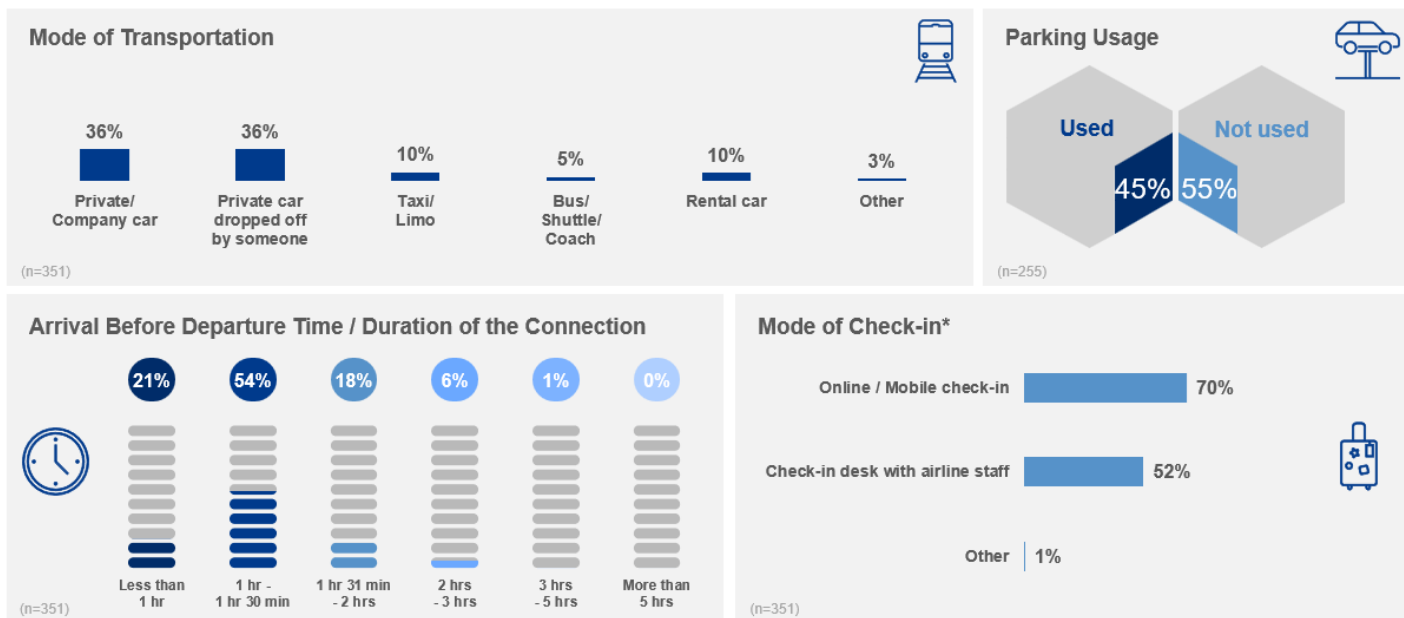 Mode of Transportation
36%
36%
10%
5%
10%
3%
Private/
Company car
Private car
dropped off
by someone
Taxi/
Limo
Bus/
Shuttle/
Coach
Rental car
Other
(n=351)
Parking Usage
Used
Not used
45%
55%
(n=255)
Arrival Before Departure Time / Duration of the Connection
21%
54%
18%
6%
1%
0%
Less than
1 hr
1 hr -
1 hr 30 min
1 hr 31 min
- 2 hrs
2 hrs
- 3 hrs
3 hrs
- 5 hrs
More than
5 hrs
(n=351)
Mode of Check-in*
Online / Mobile check-in
70%
Check-in desk with airline staff
52%
Other
1%
(n=351)